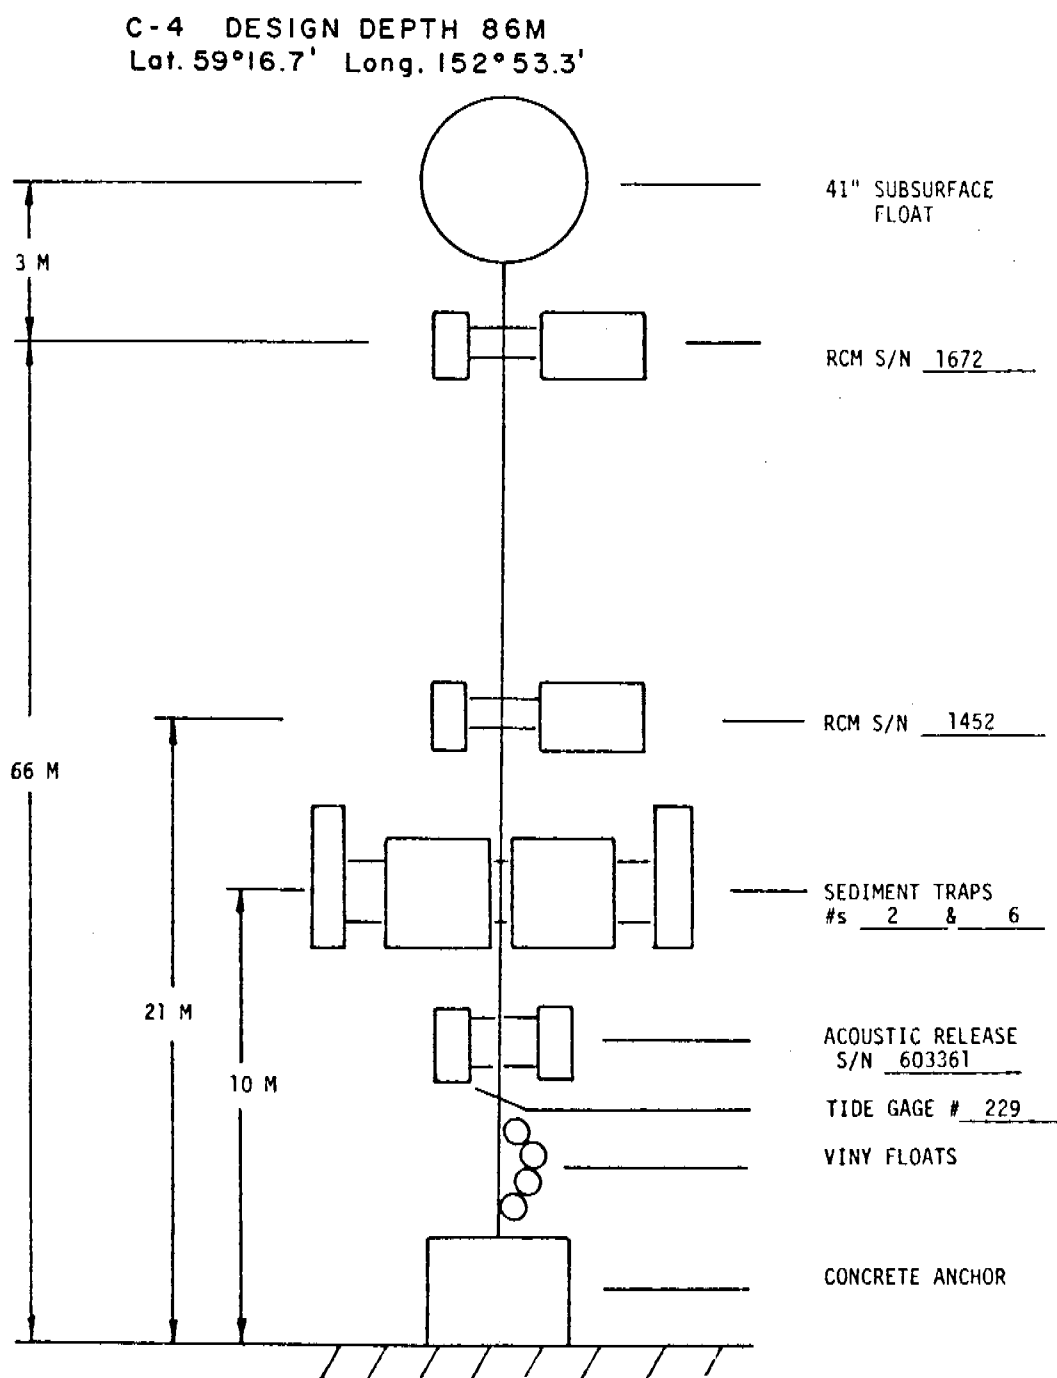 C-4 DESIGN DEPTH 86M
Lat. 59°16.7' Long. 152°53.3'
41" SUBSURFACE
FLOAT
3 M
RCM S/N 1672
RCM S/N 1452
66 M
SEDIMENT TRAPS
#s 2 & 6
21 M
ACOUSTIC RELEASE
S/N 603361
10 M
TIDE GAGE # 229
VINY FLOATS
CONCRETE ANCHOR